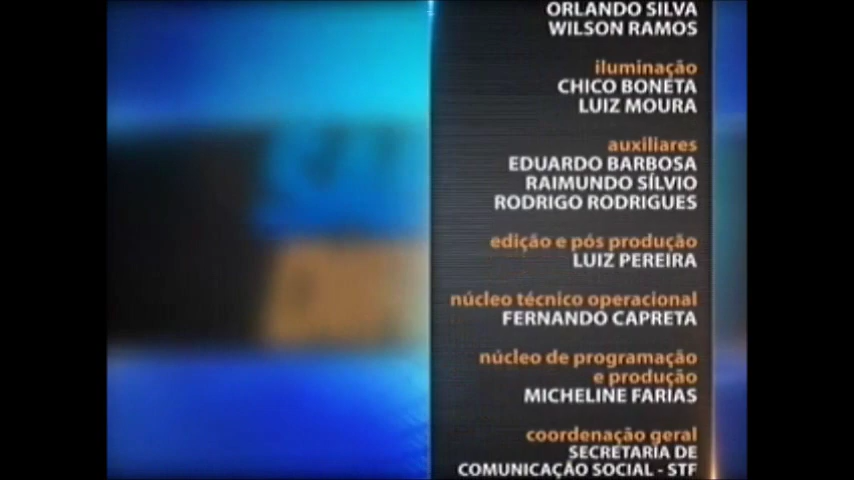 ORLANDO SILVA
WILSON RAMOS
iluminação
CHICO BONETA
LUIZ MOURA
auxiliares
EDUARDO BARBOSA
RAIMUNDO SÍLVIO
RODRIGO RODRIGUES
edição e pós produção
LUIZ PEREIRA
núcleo técnico operacional
FERNANDO CAPRETA
núcleo de programação
e produção
MICHELINE FARIAS
coordenação geral
SECRETARIA DE
COMUNICAÇÃO SOCIAL - STF